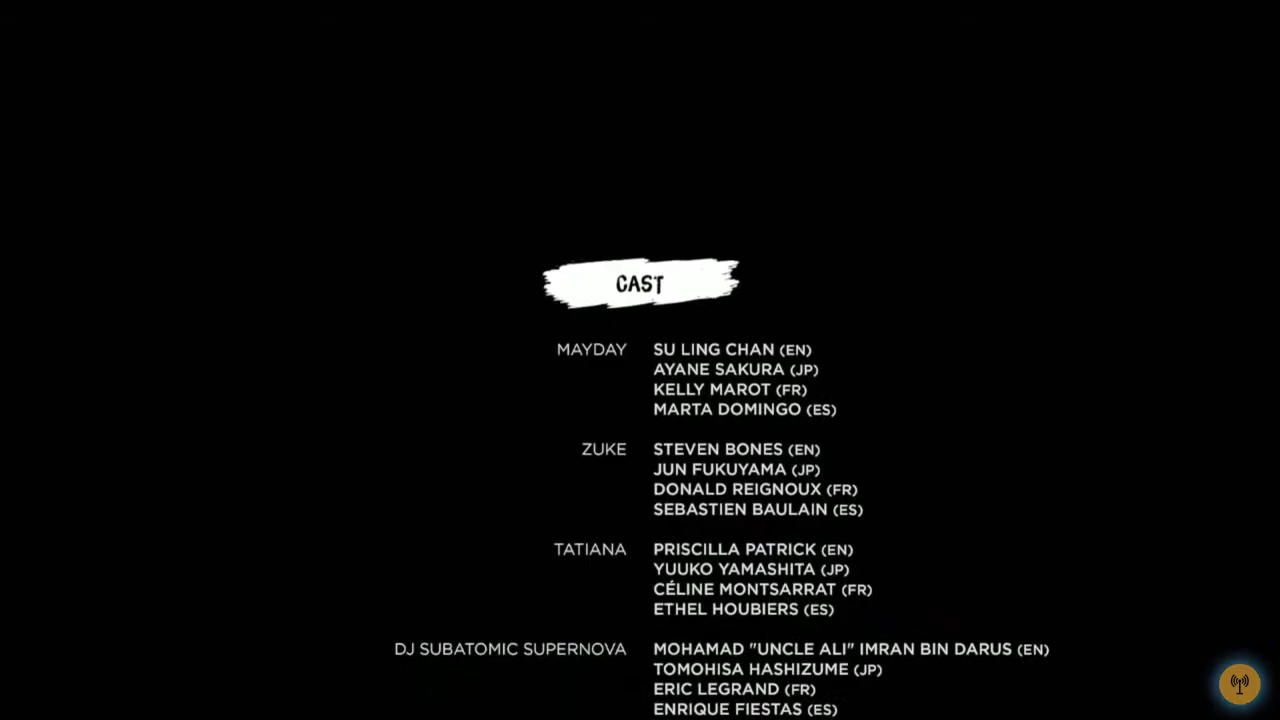 CAST
MAYDAY SU LING CHAN (EN)
AYANE SAKURA (JP)
KELLY MAROT (FR)
MARTA DOMINGO (ES)
ZUKE STEVEN BONES (EN)
JUN FUKUYAMA (JP)
DONALD REIGNOUX (FR)
SEBASTIEN BAULAIN (ES)
TATIANA PRISCILLA PATRICK (EN)
YUUKO YAMASHITA (JP)
CÉLINE MONTSARRAT (FR)
ETHEL HOUBIERS (ES)
DJ SUBATOMIC SUPERNOVA MOHAMAD "UNCLE ALI" IMRAN BIN DARUS (EN)
TOMOHISA HASHIZUME (JP)
ERIC LEGRAND (FR)
ENRIQUE FIESTAS (ES)